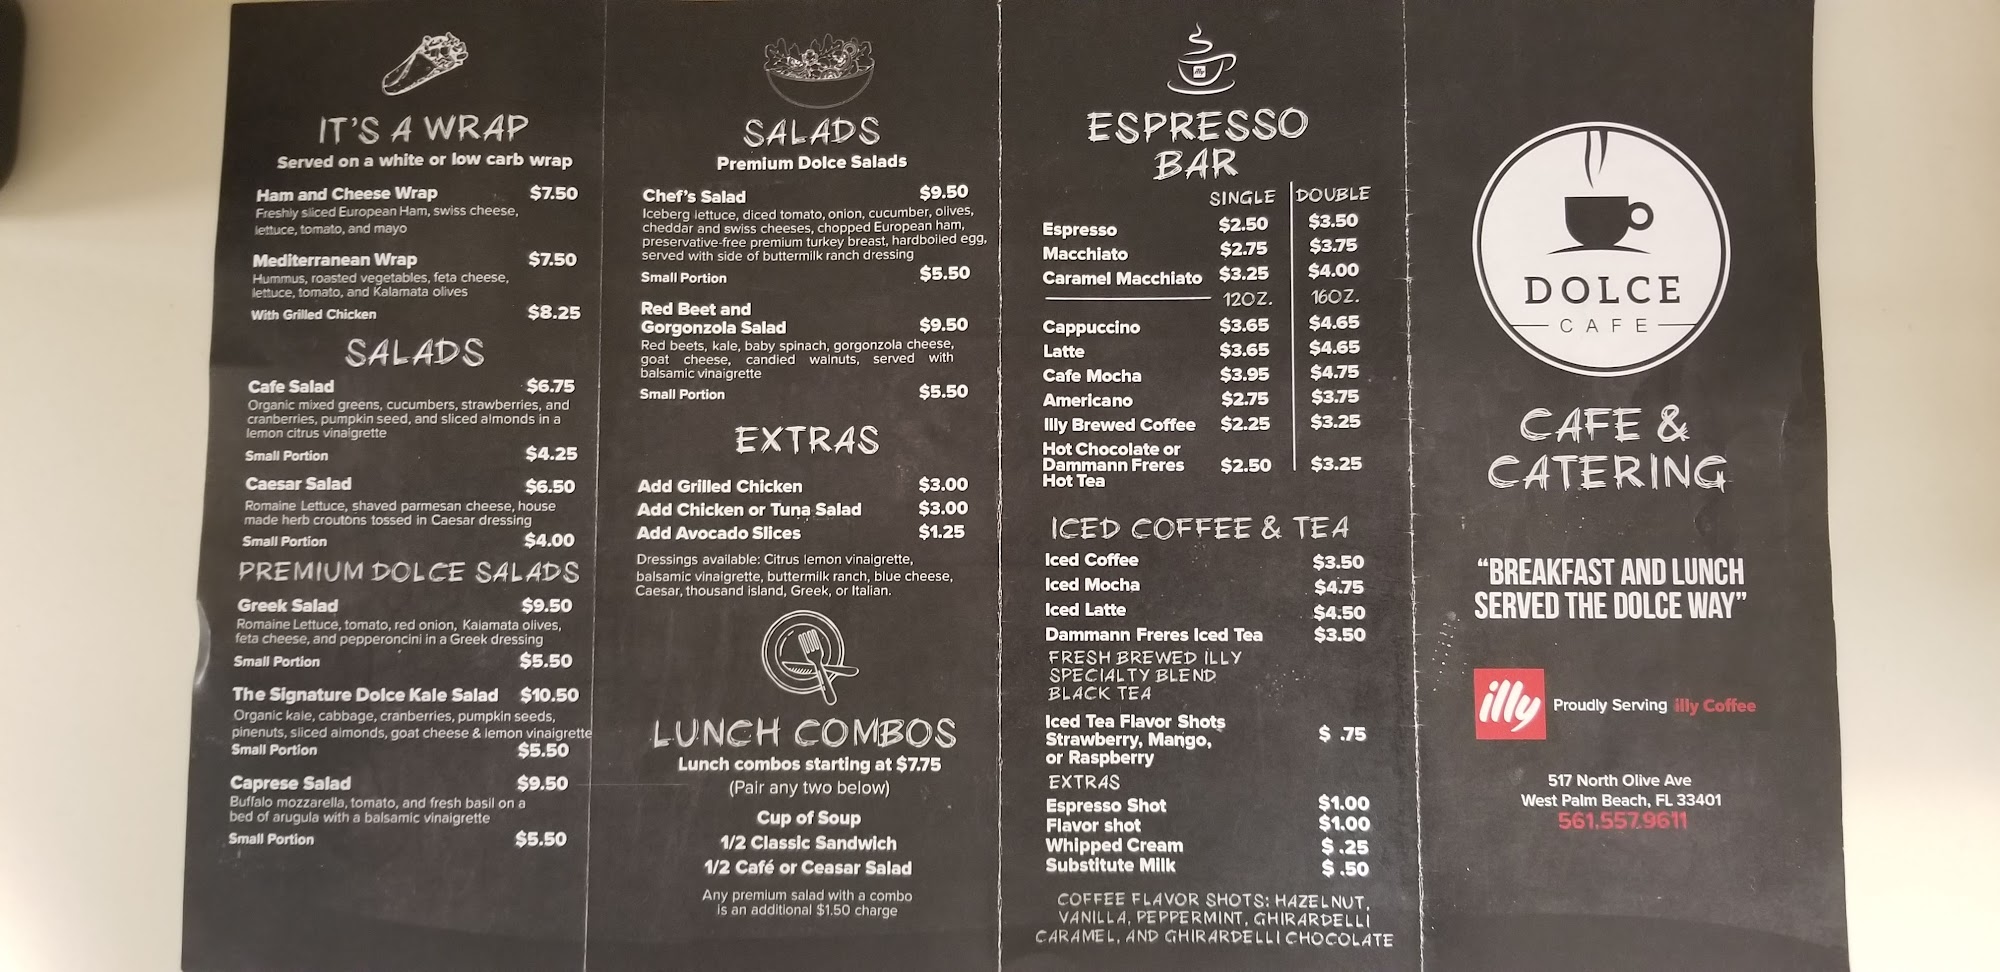 IT'S A WRAP
Served on a white or low carb wrap
Ham and Cheese Wrap $7.50
Freshly sliced European Ham, swiss cheese,
lettuce, tomato, and mayo
Mediterranean Wrap $7.50
Hummus, roasted vegetables, feta cheese,
lettuce, tomato, and Kalamata olives
With Grilled Chicken $8.25
SALADS
Cafe Salad $6.75
Organic mixed greens, cucumbers, strawberries, and
cranberries, pumpkin seed, and sliced almonds in a
lemon citrus vinaigrette
Small Portion $4.25
Caesar Salad $6.50
Romaine Lettuce, shaved parmesan cheese, house
made herb croutons tossed in Caesar dressing
Small Portion $4.00
PREMIUM DOLCE SALADS
Greek Salad $9.50
Romaine Lettuce, tomato, red onion, Kalamata olives,
feta cheese, and pepperoncini in a Greek dressing
Small Portion $5.50
The Signature Dolce Kale Salad $10.50
Organic kale, cabbage, cranberries, pumpkin seeds,
pinenuts, sliced almonds, goat cheese & lemon vinaigrette
Small Portion $5.50
Caprese Salad $9.50
Buffalo mozzarella, tomato, and fresh basil on a
bed of arugula with a balsamic vinaigrette
Small Portion $5.50
SALADS
Premium Dolce Salads
Chef's Salad $9.50
Iceberg lettuce, diced tomato, onion, cucumber, olives,
cheddar and swiss cheeses, chopped European ham,
preservative-free premium turkey breast, hardboiled egg,
served with side of buttermilk ranch dressing
Small Portion $5.50
Red Beet and
Gorgonzola Salad $9.50
Red beets, kale, baby spinach, gorgonzola cheese,
goat cheese, candied walnuts, served with
balsamic vinaigrette
Small Portion $5.50
EXTRAS
Add Grilled Chicken $3.00
Add Chicken or Tuna Salad $3.00
Add Avocado Slices $1.25
Dressings available: Citrus lemon vinaigrette,
balsamic vinaigrette, buttermilk ranch, blue cheese,
Caesar, thousand island, Greek, or Italian.
LUNCH COMBOS
Lunch combos starting at $7.75
(Pair any two below)
Cup of Soup
1/2 Classic Sandwich
1/2 Café or Ceasar Salad
Any premium salad with a combo
is an additional $1.50 charge
illy
ESPRESSO
BAR
SINGLE DOUBLE
Espresso $2.50 $3.50
Macchiato $2.75 $3.75
Caramel Macchiato $3.25 $4.00
12OZ. 16OZ.
Cappuccino $3.65 $4.65
Latte $3.65 $4.65
Cafe Mocha $3.95 $4.75
Americano $2.75 $3.75
Illy Brewed Coffee $2.25 $3.25
Hot Chocolate or
Dammann Freres $2.50 $3.25
Hot Tea
ICED COFFEE & TEA
Iced Coffee $3.50
Iced Mocha $4.75
Iced Latte $4.50
Dammann Freres Iced Tea $3.50
FRESH BREWED ILLY
SPECIALTY BLEND
BLACK TEA
Iced Tea Flavor Shots
Strawberry, Mango, $ .75
or Raspberry
EXTRAS
Espresso Shot $1.00
Flavor shot $1.00
Whipped Cream $ .25
Substitute Milk $ .50
COFFEE FLAVOR SHOTS: HAZELNUT,
VANILLA, PEPPERMINT, GHIRARDELLI
CARAMEL, AND GHIRARDELLI CHOCOLATE
DOLCE
CAFE
CAFE &
CATERING
"BREAKFAST AND LUNCH
SERVED THE DOLCE WAY"
illy Proudly Serving illy Coffee
517 North Olive Ave
West Palm Beach, FL 33401
561.557.9611